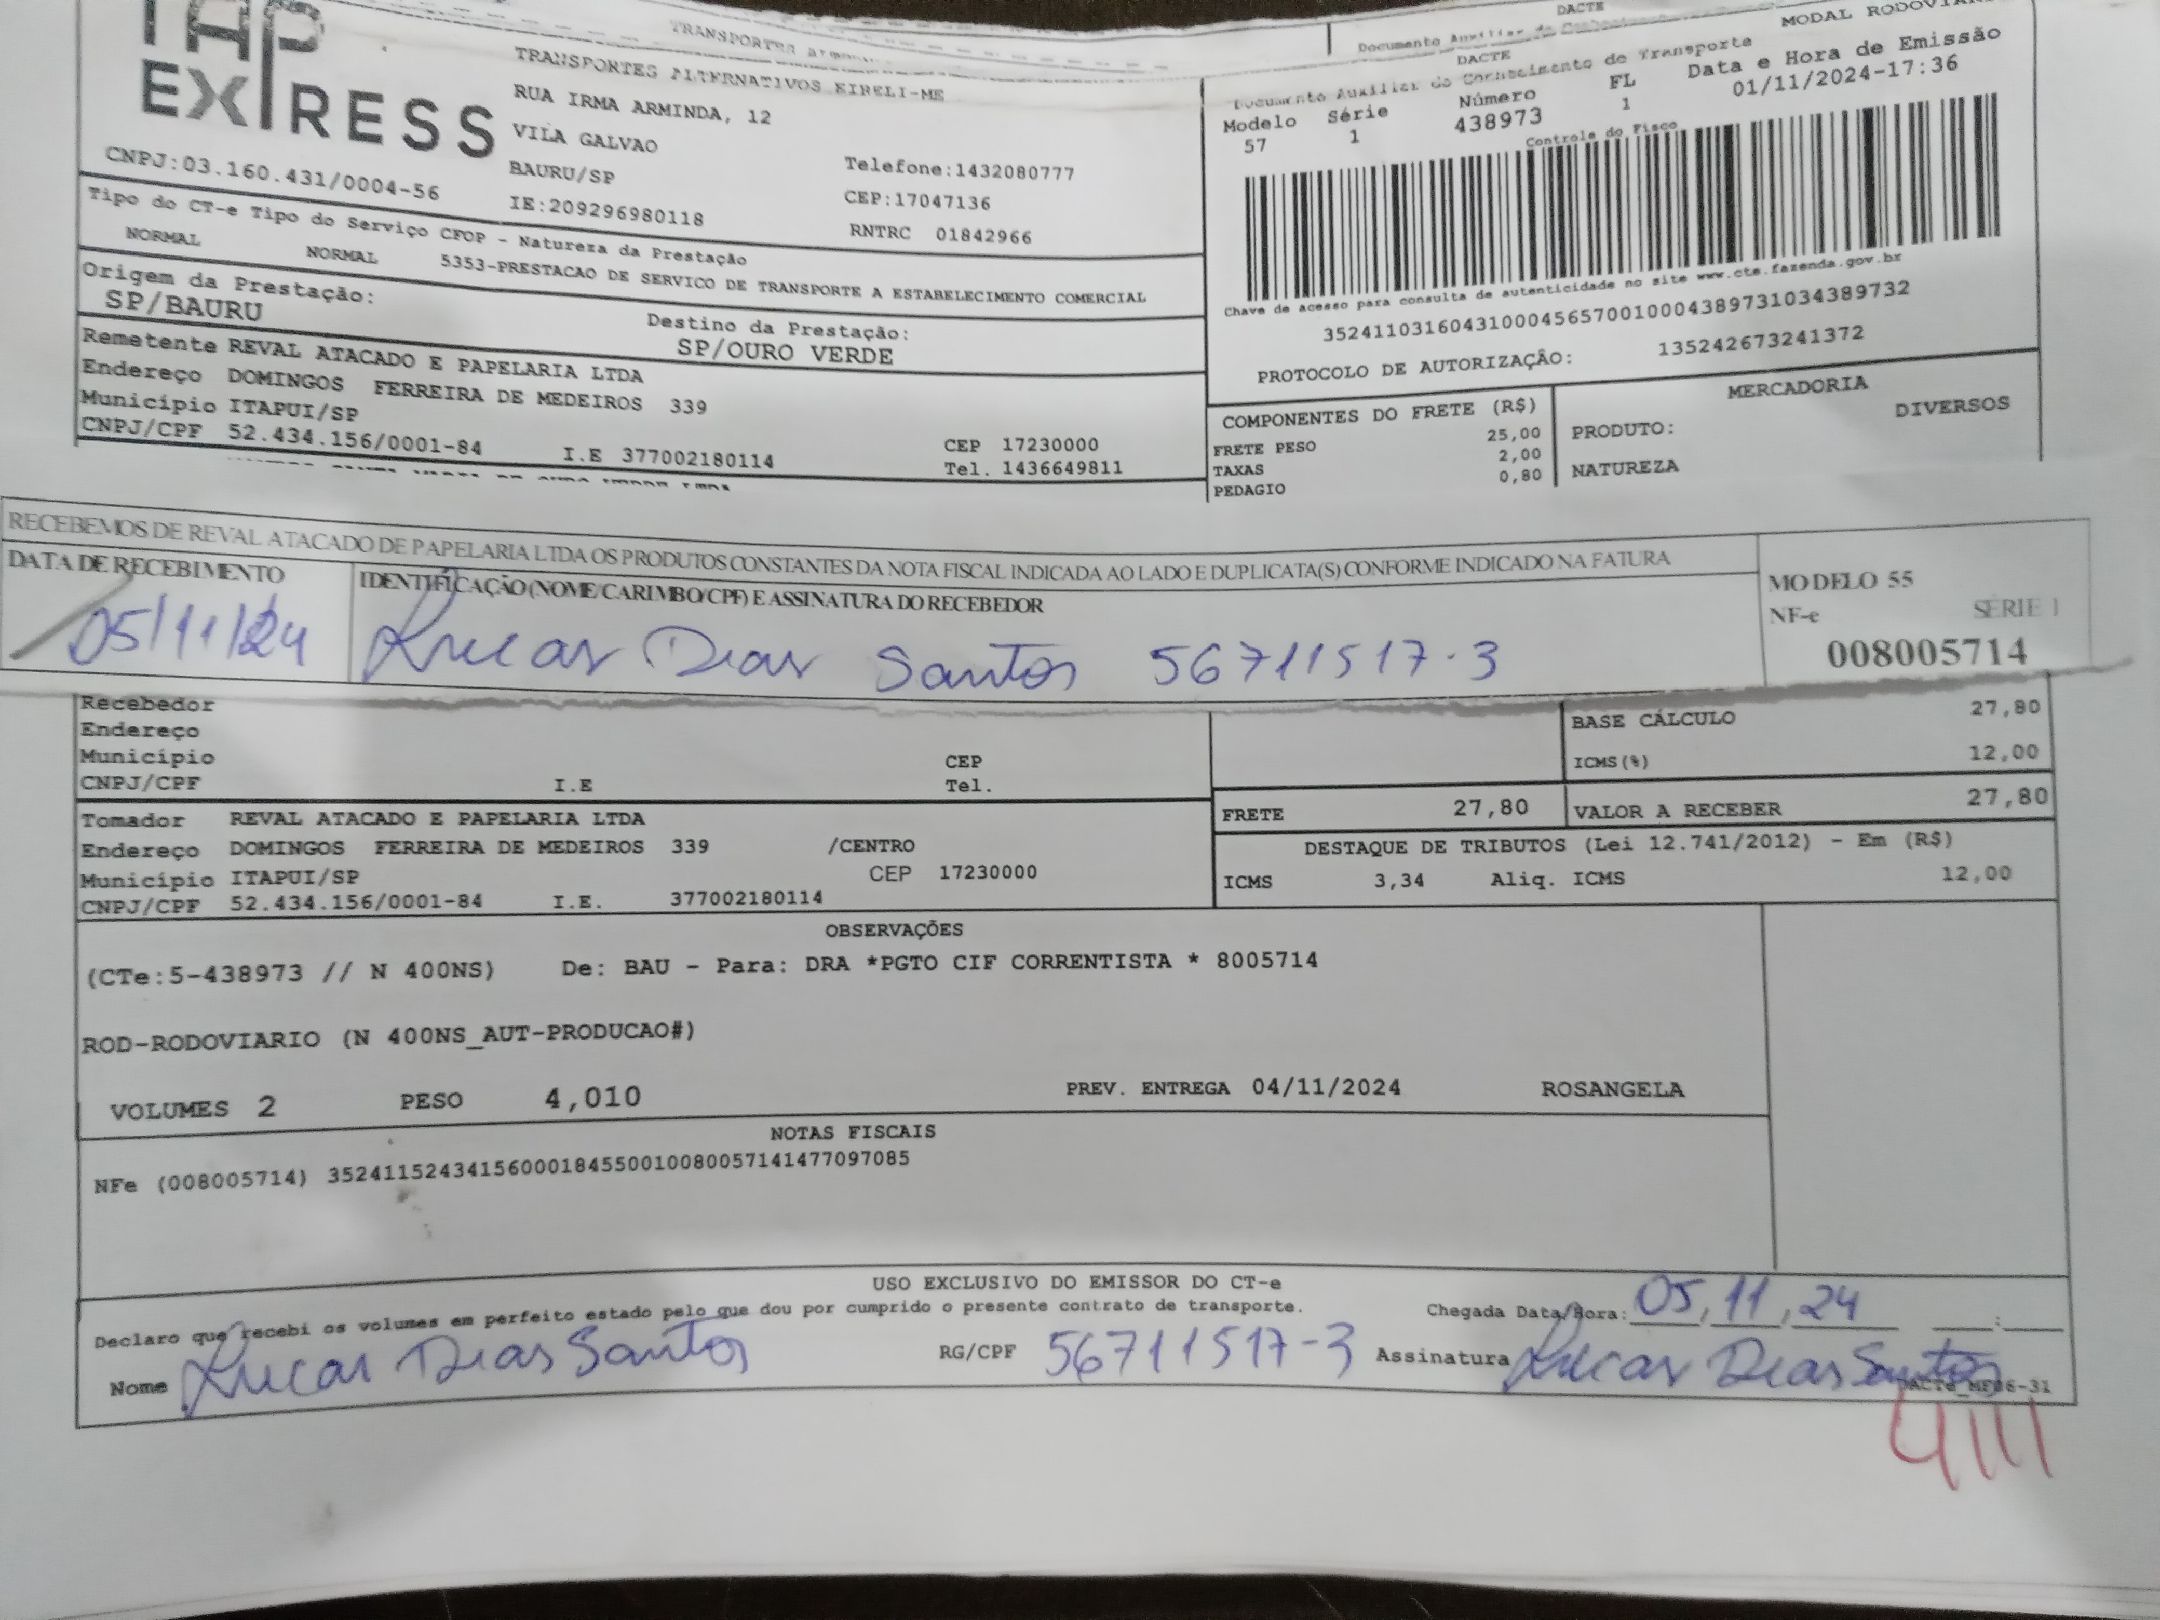 TAP
EXPRESS
TRANSPORTES
DACTE
Documento Auxiliar do Conhecimento de
MODAL
TRANSPORTES ALTERNATIVOS EIRELI-ME
RUA IRMA ARMINDA, 12
VILA GALVAO
BAURU/SP
IE:209296980118
Telefone:1432080777
CEP:17047136
RNTRC 01842966
CNPJ:03.160.431/0004-56
DACTE
Documento Auxiliar do Conhecimento de Transporte
Modelo Série Número FL Data e Hora de Emissão
57 1 438973 1 01/11/2024-17:36
Controle do Fisco
Chave de acesso para consulta de autenticidade no site www.cte.fazenda.gov.br
35241103160431000456570010004389731034389732
PROTOCOLO DE AUTORIZAÇÃO: 135242673241372
Tipo do CT-e Tipo do Serviço CFOP - Natureza da Prestação
NORMAL NORMAL 5353-PRESTACAO DE SERVICO DE TRANSPORTE A ESTABELECIMENTO COMERCIAL
Origem da Prestação: Destino da Prestação:
SP/BAURU SP/OURO VERDE
Remetente REVAL ATACADO E PAPELARIA LTDA
Endereço DOMINGOS FERREIRA DE MEDEIROS 339
Município ITAPUI/SP CEP 17230000
CNPJ/CPF 52.434.156/0001-84 I.E 377002180114 Tel. 1436649811
COMPONENTES DO FRETE (R$)
FRETE PESO 25,00
TAXAS 2,00
PEDAGIO 0,80
MERCADORIA
PRODUTO: DIVERSOS
NATUREZA
RECEBEMOS DE REVAL ATACADO DE PAPELARIA LTDA OS PRODUTOS CONSTANTES DA NOTA FISCAL INDICADA AO LADO E DUPLICATA(S) CONFORME INDICADO NA FATURA
DATA DE RECEBIMENTO
05/11/24
IDENTIFICAÇÃO (NOME/CARIMBO/CPF) E ASSINATURA DO RECEBEDOR
Lucas Dias Santos 56711517-3
MODELO 55
NF-e SÉRIE 1
008005714
Recebedor
Endereço
Município CEP
CNPJ/CPF I.E Tel.
BASE CÁLCULO 27,80
ICMS(%) 12,00
FRETE 27,80 VALOR A RECEBER 27,80
Tomador REVAL ATACADO E PAPELARIA LTDA
Endereço DOMINGOS FERREIRA DE MEDEIROS 339 /CENTRO
Município ITAPUI/SP CEP 17230000
CNPJ/CPF 52.434.156/0001-84 I.E. 377002180114
DESTAQUE DE TRIBUTOS (Lei 12.741/2012) - Em (R$)
ICMS 3,34 Aliq. ICMS 12,00
OBSERVAÇÕES
(CTe:5-438973 // N 400NS) De: BAU - Para: DRA *PGTO CIF CORRENTISTA * 8005714
ROD-RODOVIARIO (N 400NS_AUT-PRODUCAO#)
VOLUMES 2 PESO 4,010 PREV. ENTREGA 04/11/2024 ROSANGELA
NOTAS FISCAIS
NFe (008005714) 35241152434156000184550010080057141477097085
USO EXCLUSIVO DO EMISSOR DO CT-e
Declaro que recebi os volumes em perfeito estado pelo que dou por cumprido o presente contrato de transporte. Chegada Data/Hora: 05,11,24 :
Nome Lucas Dias Santos RG/CPF 56711517-3 Assinatura Lucas Dias Santos